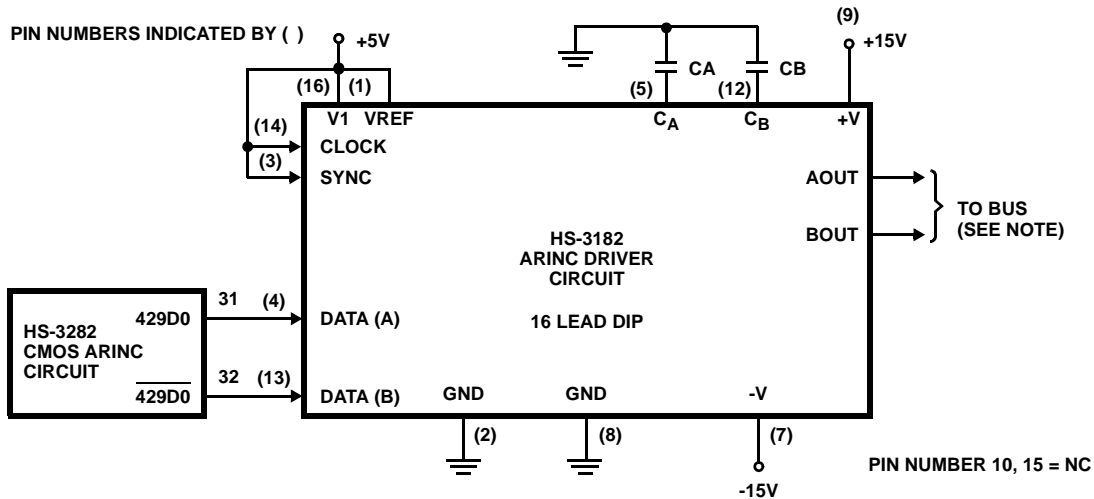 PIN NUMBERS INDICATED BY ( )
+5V
(9)
+15V
CA
CB
(16)
(1)
(5)
(12)
V1
VREF
CA
CB
+V
(14)
CLOCK
(3)
SYNC
AOUT
BOUT
TO BUS
(SEE NOTE)
HS-3182
ARINC DRIVER
CIRCUIT
16 LEAD DIP
HS-3282
CMOS ARINC
CIRCUIT
429D0
31
(4)
DATA (A)
429D0
32
(13)
DATA (B)
GND
GND
-V
(2)
(8)
(7)
-15V
PIN NUMBER 10, 15 = NC